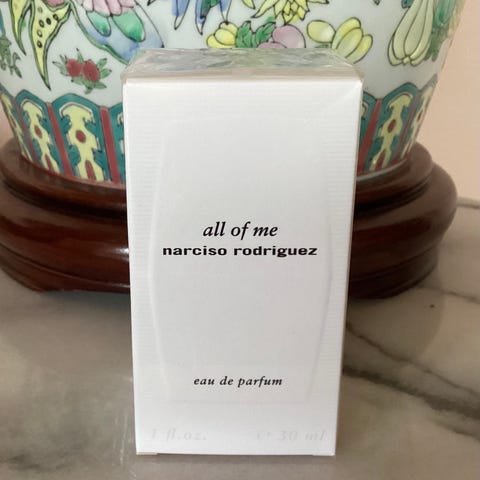 all of me
narciso rodriguez
eau de parfum
1 fl.oz. 30 ml